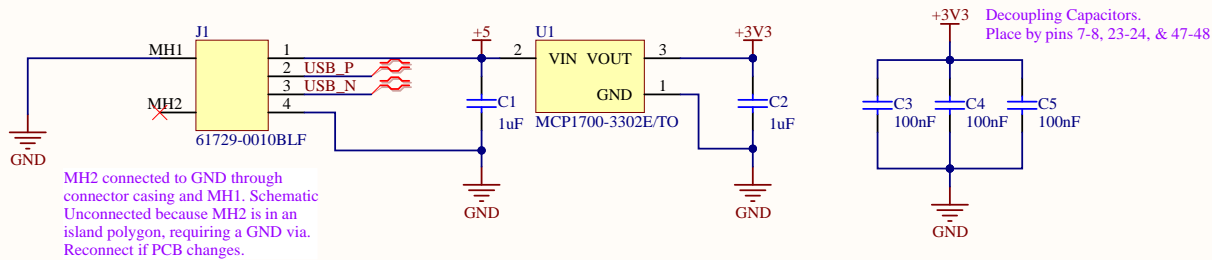 J1
MH1
1
2
USB_P
3
USB_N
MH2
4
61729-0010BLF
GND
MH2 connected to GND through
connector casing and MH1. Schematic
Unconnected because MH2 is in an
island polygon, requiring a GND via.
Reconnect if PCB changes.
+5
C1
1uF
GND
U1
2
VIN VOUT
3
GND
1
MCP1700-3302E/TO
+3V3
C2
1uF
GND
+3V3
Decoupling Capacitors.
Place by pins 7-8, 23-24, & 47-48
C3
100nF
C4
100nF
C5
100nF
GND